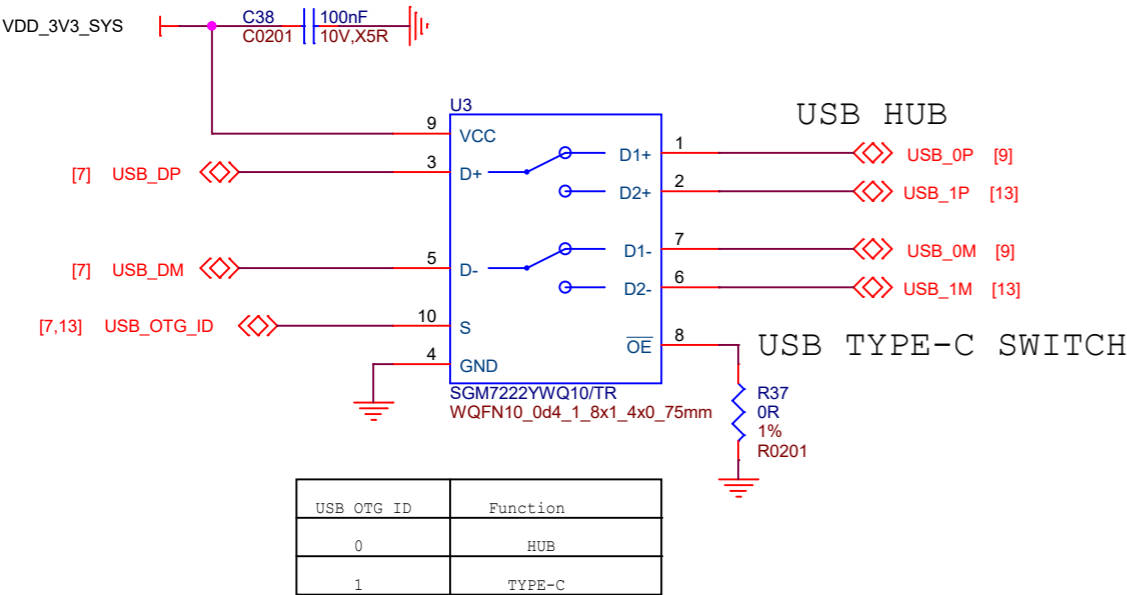 VDD_3V3_SYS
C38 100nF
C0201 10V,X5R
U3
USB HUB
9 VCC
[7] USB_DP 3 D+
D1+ 1 USB_0P [9]
D2+ 2 USB_1P [13]
[7] USB_DM 5 D-
D1- 7 USB_0M [9]
D2- 6 USB_1M [13]
[7,13] USB_OTG_ID 10 S
4 GND
OE 8
USB TYPE-C SWITCH
SGM7222YWQ10/TR
WQFN10_0d4_1_8x1_4x0_75mm
R37
0R
1%
R0201
USB OTG ID Function
0 HUB
1 TYPE-C